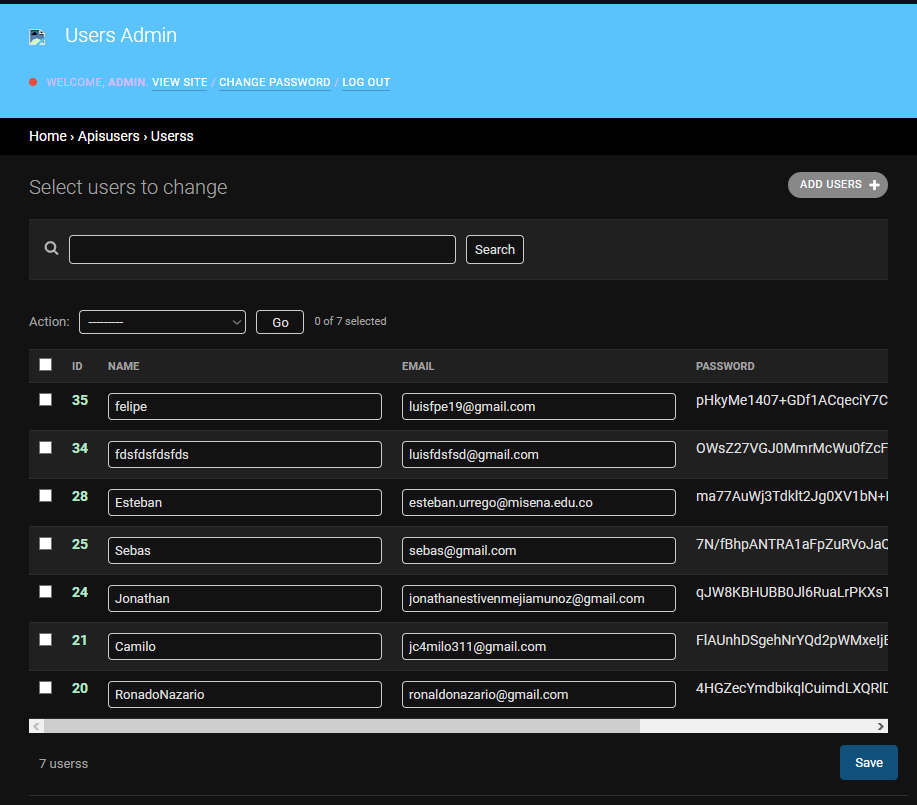 Users Admin
WELCOME, ADMIN. VIEW SITE / CHANGE PASSWORD / LOG OUT
Home › Apisusers › Userss
Select users to change
ADD USERS +
Search
Action: --------- Go 0 of 7 selected
ID NAME EMAIL PASSWORD
35 felipe luisfpe19@gmail.com pHkyMe1407+GDf1ACqeciY7C
34 fdsfdsfdsfds luisfdsfsd@gmail.com OWsZ27VGJ0MmrMcWu0fZcF
28 Esteban esteban.urrego@misena.edu.co ma77AuWj3Tdklt2Jg0XV1bN+
25 Sebas sebas@gmail.com 7N/fBhpANTRA1aFpZuRVoJa
24 Jonathan jonathanestivenmejiamunoz@gmail.com qJW8KBHUBB0Jl6RuaLrPKXsT
21 Camilo jc4milo311@gmail.com FlAUnhDSgehNrYQd2pWMxeIjE
20 RonadoNazario ronaldonazario@gmail.com 4HGZecYmdbikqlCuimdLXQRlD
7 userss
Save